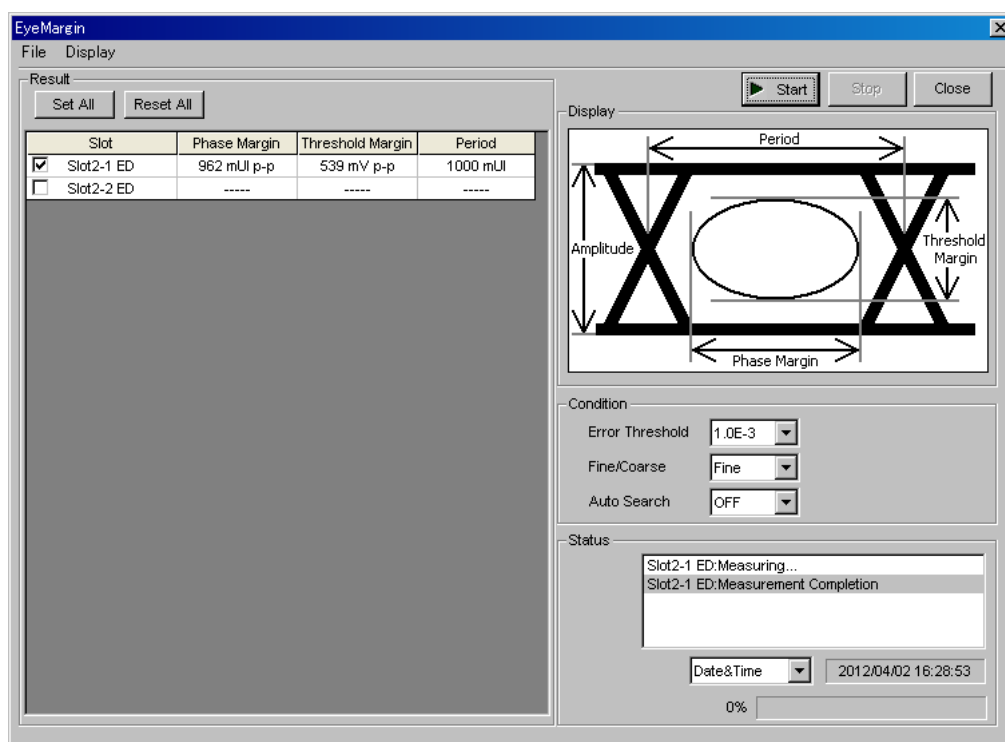 EyeMargin
File Display
Result
Set All Reset All
Slot Phase Margin Threshold Margin Period
Slot2-1 ED 962 mUI p-p 539 mV p-p 1000 mUI
Slot2-2 ED ----- ----- -----
Start Stop Close
Display
Period
Amplitude
Threshold
Margin
Phase Margin
Condition
Error Threshold 1.0E-3
Fine/Coarse Fine
Auto Search OFF
Status
Slot2-1 ED:Measuring...
Slot2-1 ED:Measurement Completion
Date&Time 2012/04/02 16:28:53
0%